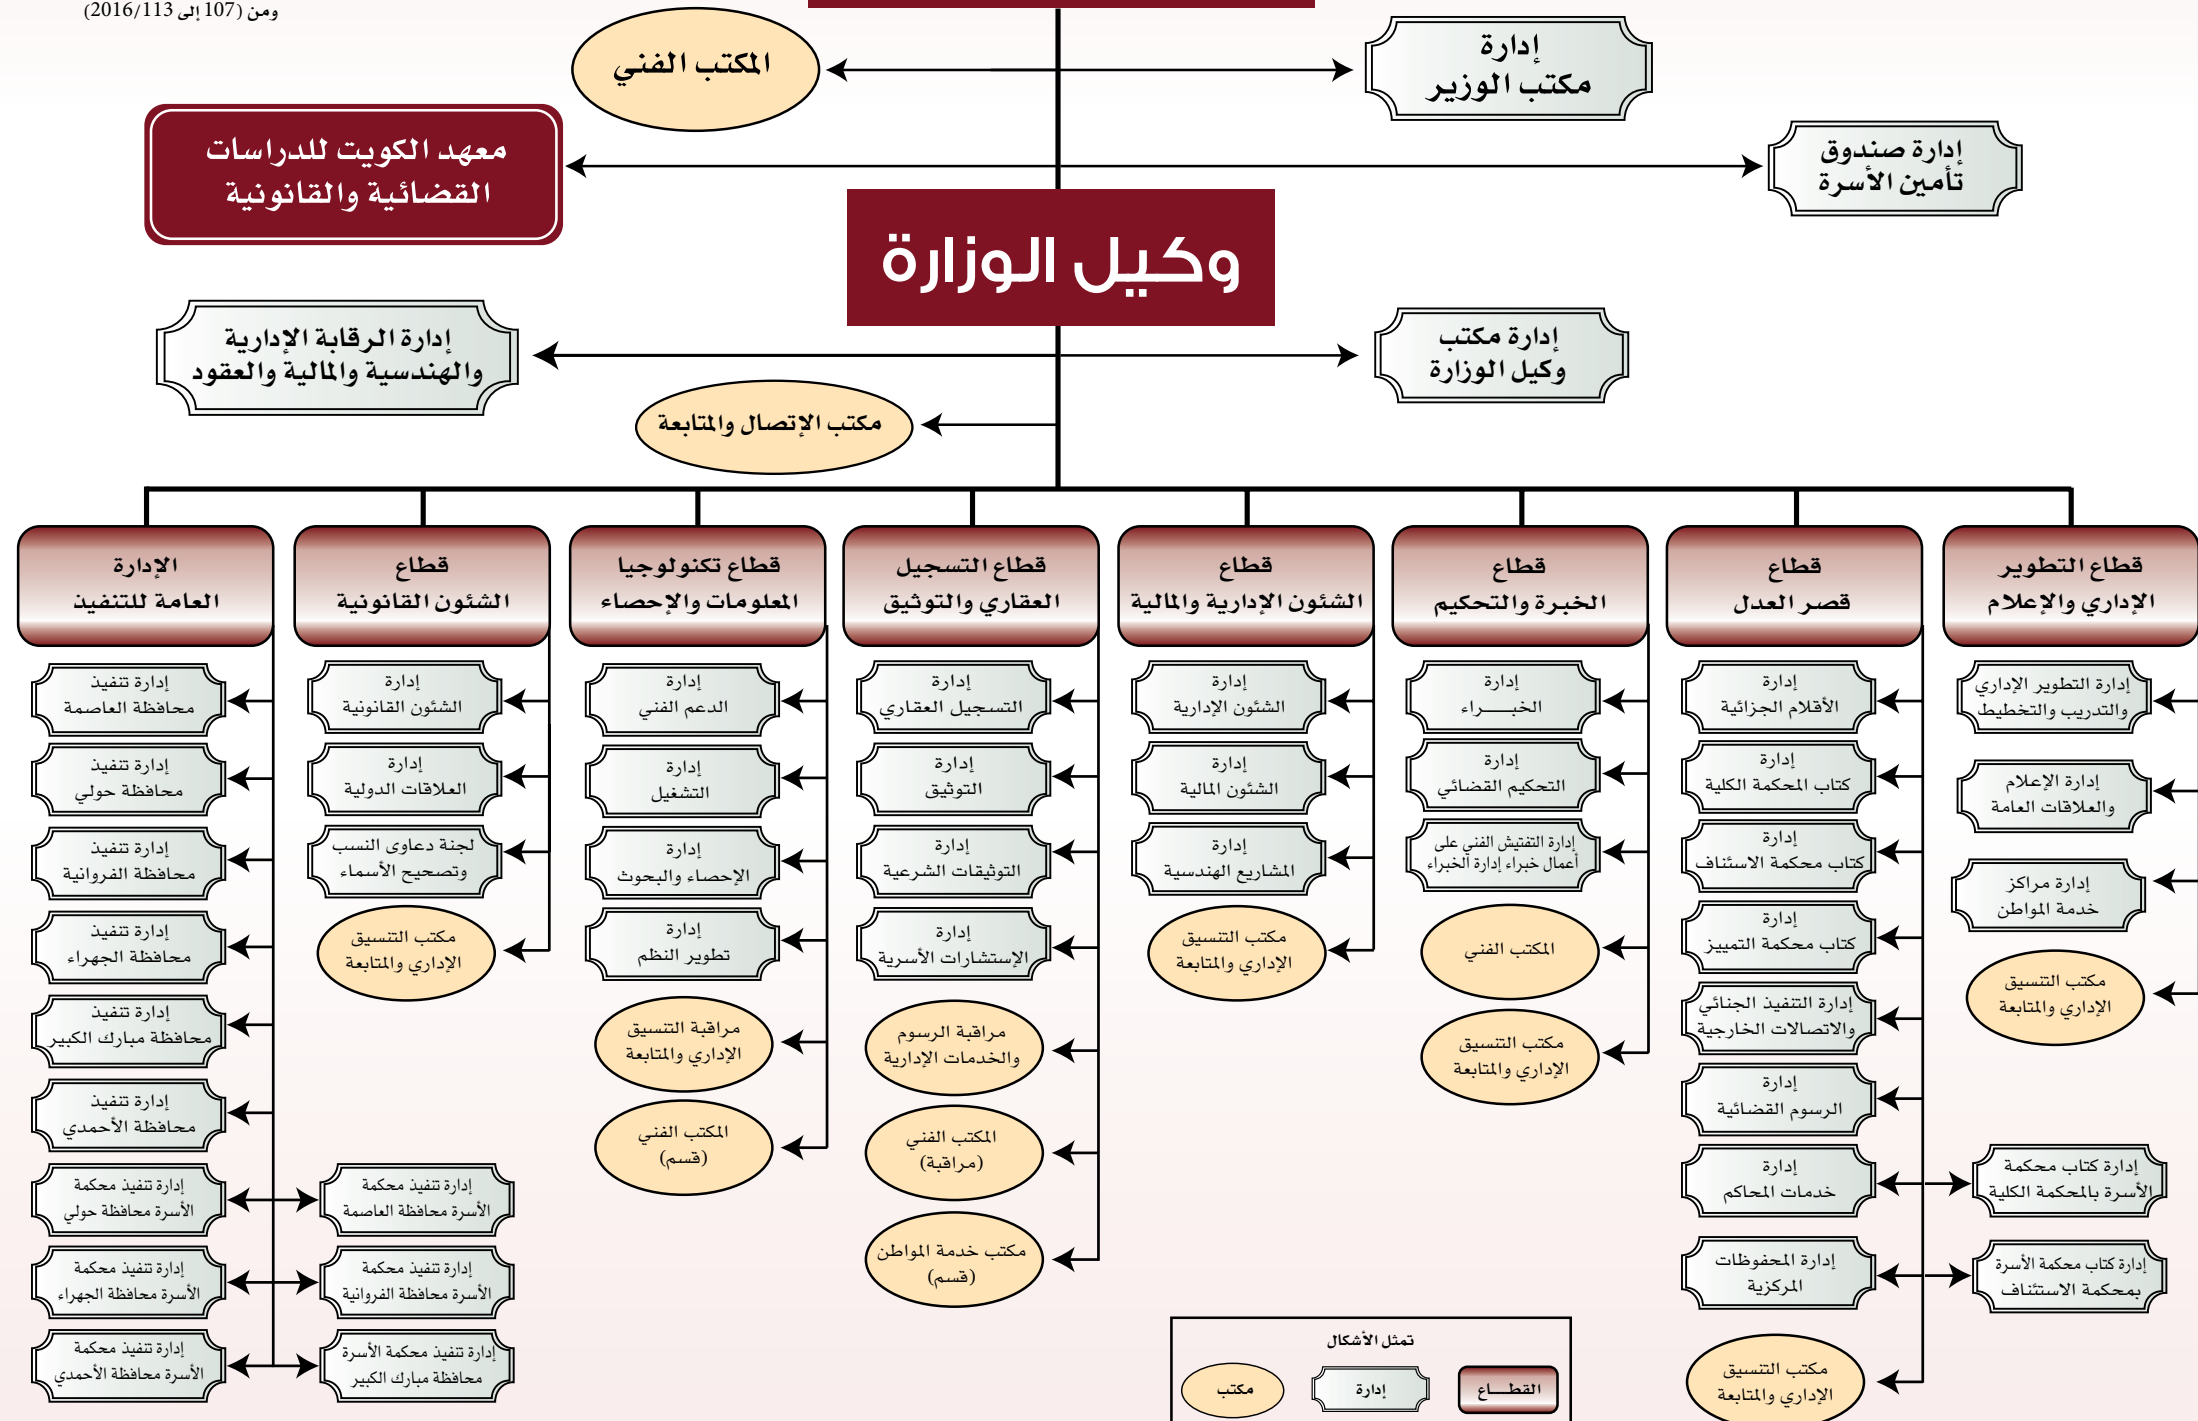 ومن (107 إلى 2016/113)
إدارة
مكتب الوزير
المكتب الفني
إدارة صندوق
تأمين الأسرة
معهد الكويت للدراسات
القضائية والقانونية
وكيل الوزارة
إدارة مكتب
وكيل الوزارة
إدارة الرقابة الإدارية
والهندسية والمالية والعقود
مكتب الإتصال والمتابعة
قطاع التطوير
الإداري والإعلام
إدارة التطوير الإداري
والتدريب والتخطيط
إدارة الإعلام
والعلاقات العامة
إدارة مراكز
خدمة المواطن
مكتب التنسيق
الإداري والمتابعة
قطاع
قصر العدل
إدارة
الأقلام الجزائية
إدارة
كتاب المحكمة الكلية
إدارة
كتاب محكمة الاستئناف
إدارة
كتاب محكمة التمييز
إدارة التنفيذ الجنائي
والاتصالات الخارجية
إدارة
الرسوم القضائية
إدارة
خدمات المحاكم
إدارة كتاب محكمة
الأسرة بالمحكمة الكلية
إدارة المحفوظات
المركزية
إدارة كتاب محكمة الأسرة
بمحكمة الاستئناف
مكتب التنسيق
الإداري والمتابعة
قطاع
الخبرة والتحكيم
إدارة
الخبــــراء
إدارة
التحكيم القضائي
إدارة التفتيش الفني على
أعمال خبراء إدارة الخبراء
المكتب الفني
مكتب التنسيق
الإداري والمتابعة
قطاع
الشئون الإدارية والمالية
إدارة
الشئون الإدارية
إدارة
الشئون المالية
إدارة
المشاريع الهندسية
مكتب التنسيق
الإداري والمتابعة
قطاع التسجيل
العقاري والتوثيق
إدارة
التسجيل العقاري
إدارة
التوثيق
إدارة
التوثيقات الشرعية
إدارة
الإستشارات الأسرية
مراقبة الرسوم
والخدمات الإدارية
المكتب الفني
(مراقبة)
مكتب خدمة المواطن
(قسم)
قطاع تكنولوجيا
المعلومات والإحصاء
إدارة
الدعم الفني
إدارة
التشغيل
إدارة
الإحصاء والبحوث
إدارة
تطوير النظم
مراقبة التنسيق
الإداري والمتابعة
المكتب الفني
(قسم)
قطاع
الشئون القانونية
إدارة
الشئون القانونية
إدارة
العلاقات الدولية
لجنة دعاوى النسب
وتصحيح الأسماء
مكتب التنسيق
الإداري والمتابعة
الإدارة
العامة للتنفيذ
إدارة تنفيذ
محافظة العاصمة
إدارة تنفيذ
محافظة حولي
إدارة تنفيذ
محافظة الفروانية
إدارة تنفيذ
محافظة الجهراء
إدارة تنفيذ
محافظة مبارك الكبير
إدارة تنفيذ
محافظة الأحمدي
إدارة تنفيذ محكمة
الأسرة محافظة العاصمة
إدارة تنفيذ محكمة
الأسرة محافظة حولي
إدارة تنفيذ محكمة
الأسرة محافظة الفروانية
إدارة تنفيذ محكمة
الأسرة محافظة الجهراء
إدارة تنفيذ محكمة الأسرة
محافظة مبارك الكبير
إدارة تنفيذ محكمة
الأسرة محافظة الأحمدي
تمثل الأشكال
القطــاع
إدارة
مكتب